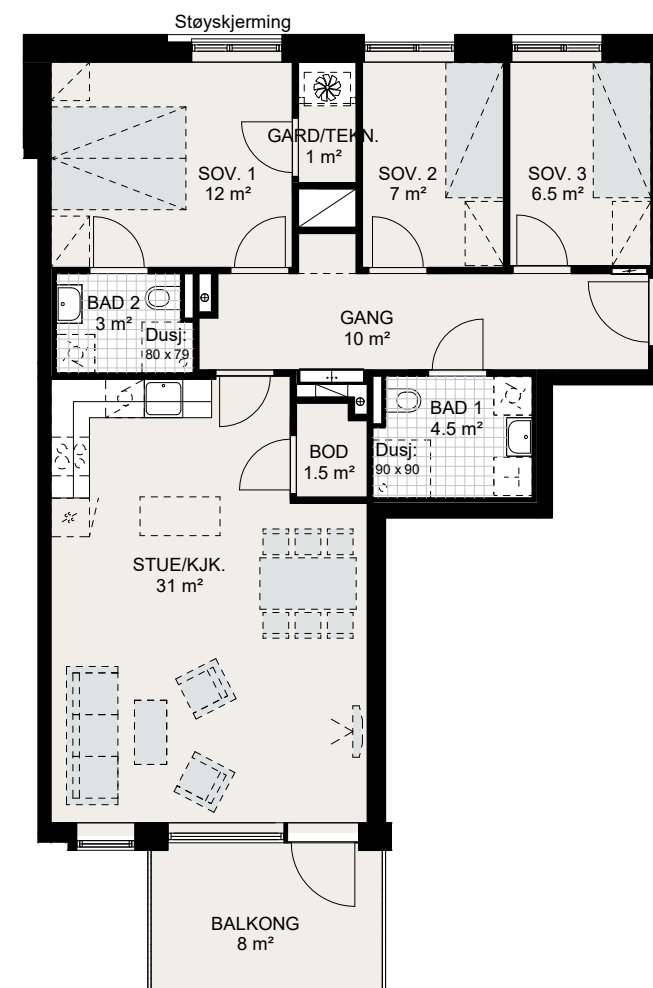 Støyskjerming
GARD/TEKN.
1 m²
SOV. 1
12 m²
SOV. 2
7 m²
SOV. 3
6.5 m²
BAD 2
3 m²
Dusj:
80 x 79
GANG
10 m²
BAD 1
4.5 m²
Dusj:
90 x 90
BOD
1.5 m²
STUE/KJK.
31 m²
BALKONG
8 m²